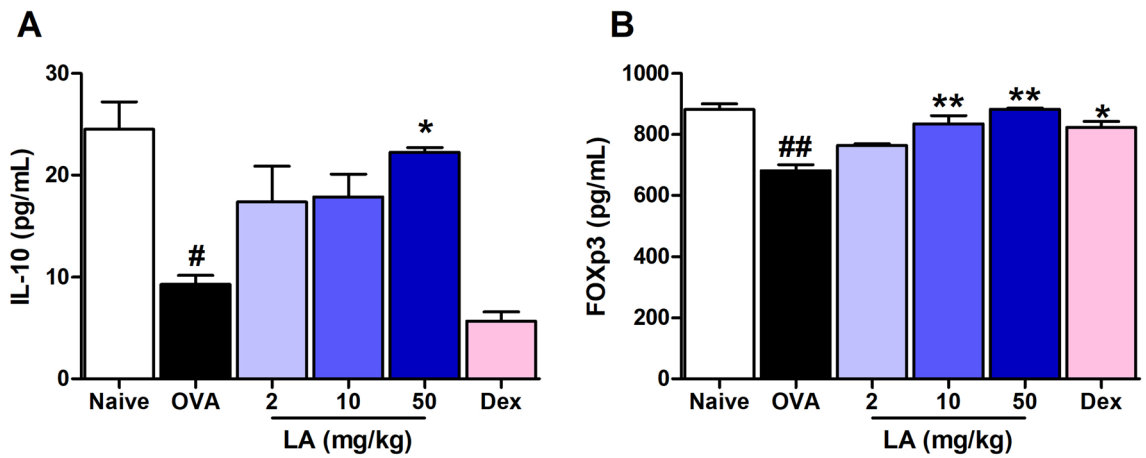 A
IL-10 (pg/mL)
30
20
10
0
#
*
Naive OVA 2 10 50 Dex
LA (mg/kg)
B
FOXp3 (pg/mL)
1000
800
600
400
200
0
##
**
**
*
Naive OVA 2 10 50 Dex
LA (mg/kg)